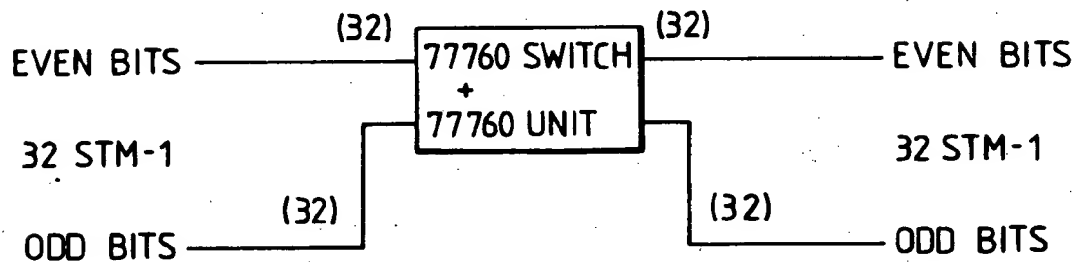 (32)
(32)
EVEN BITS
77760 SWITCH
EVEN BITS
+
77760 UNIT
32 STM-1
32 STM-1
(32)
(32)
ODD BITS
ODD BITS